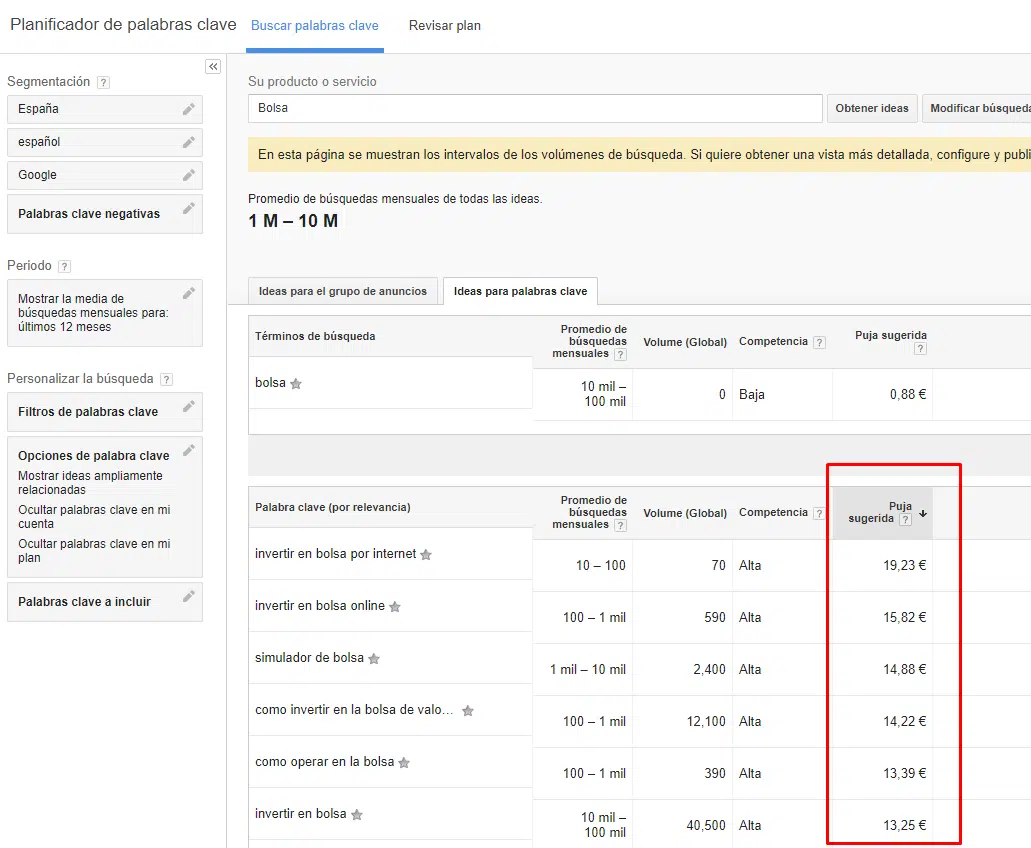 Planificador de palabras clave
Buscar palabras clave
Revisar plan
«
Segmentación ?
España
español
Google
Palabras clave negativas
Periodo ?
Mostrar la media de
búsquedas mensuales para:
últimos 12 meses
Personalizar la búsqueda ?
Filtros de palabras clave
Opciones de palabra clave
Mostrar ideas ampliamente
relacionadas
Ocultar palabras clave en mi
cuenta
Ocultar palabras clave en mi
plan
Palabras clave a incluir
Su producto o servicio
Bolsa
Obtener ideas
Modificar búsqueda
En esta página se muestran los intervalos de los volúmenes de búsqueda. Si quiere obtener una vista más detallada, configure y publi
Promedio de búsquedas mensuales de todas las ideas.
1 M – 10 M
Ideas para el grupo de anuncios
Ideas para palabras clave
Términos de búsqueda
Promedio de
búsquedas
mensuales ?
Volume (Global)
Competencia ?
Puja sugerida
?
bolsa
10 mil –
100 mil
0
Baja
0,88 €
Palabra clave (por relevancia)
Promedio de
búsquedas
mensuales ?
Volume (Global)
Competencia ?
Puja
sugerida ?
invertir en bolsa por internet
10 – 100
70
Alta
19,23 €
invertir en bolsa online
100 – 1 mil
590
Alta
15,82 €
simulador de bolsa
1 mil – 10 mil
2,400
Alta
14,88 €
como invertir en la bolsa de valo...
100 – 1 mil
12,100
Alta
14,22 €
como operar en la bolsa
100 – 1 mil
390
Alta
13,39 €
invertir en bolsa
10 mil –
100 mil
40,500
Alta
13,25 €